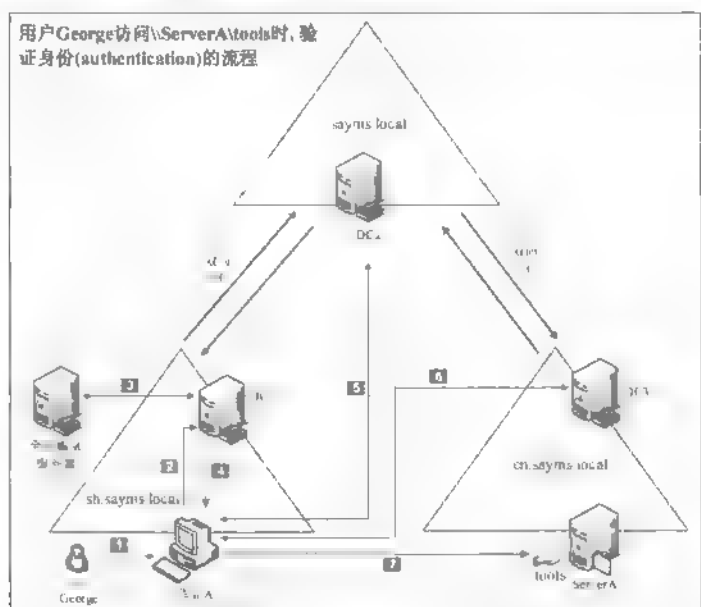 用户George访问\\ServerA\tools时,验
证身份(authentication)的流程
sayms.local
3
5
6
2
4
cn.sayms.local
sh.sayms.local
1
7
tools
ServerA
George